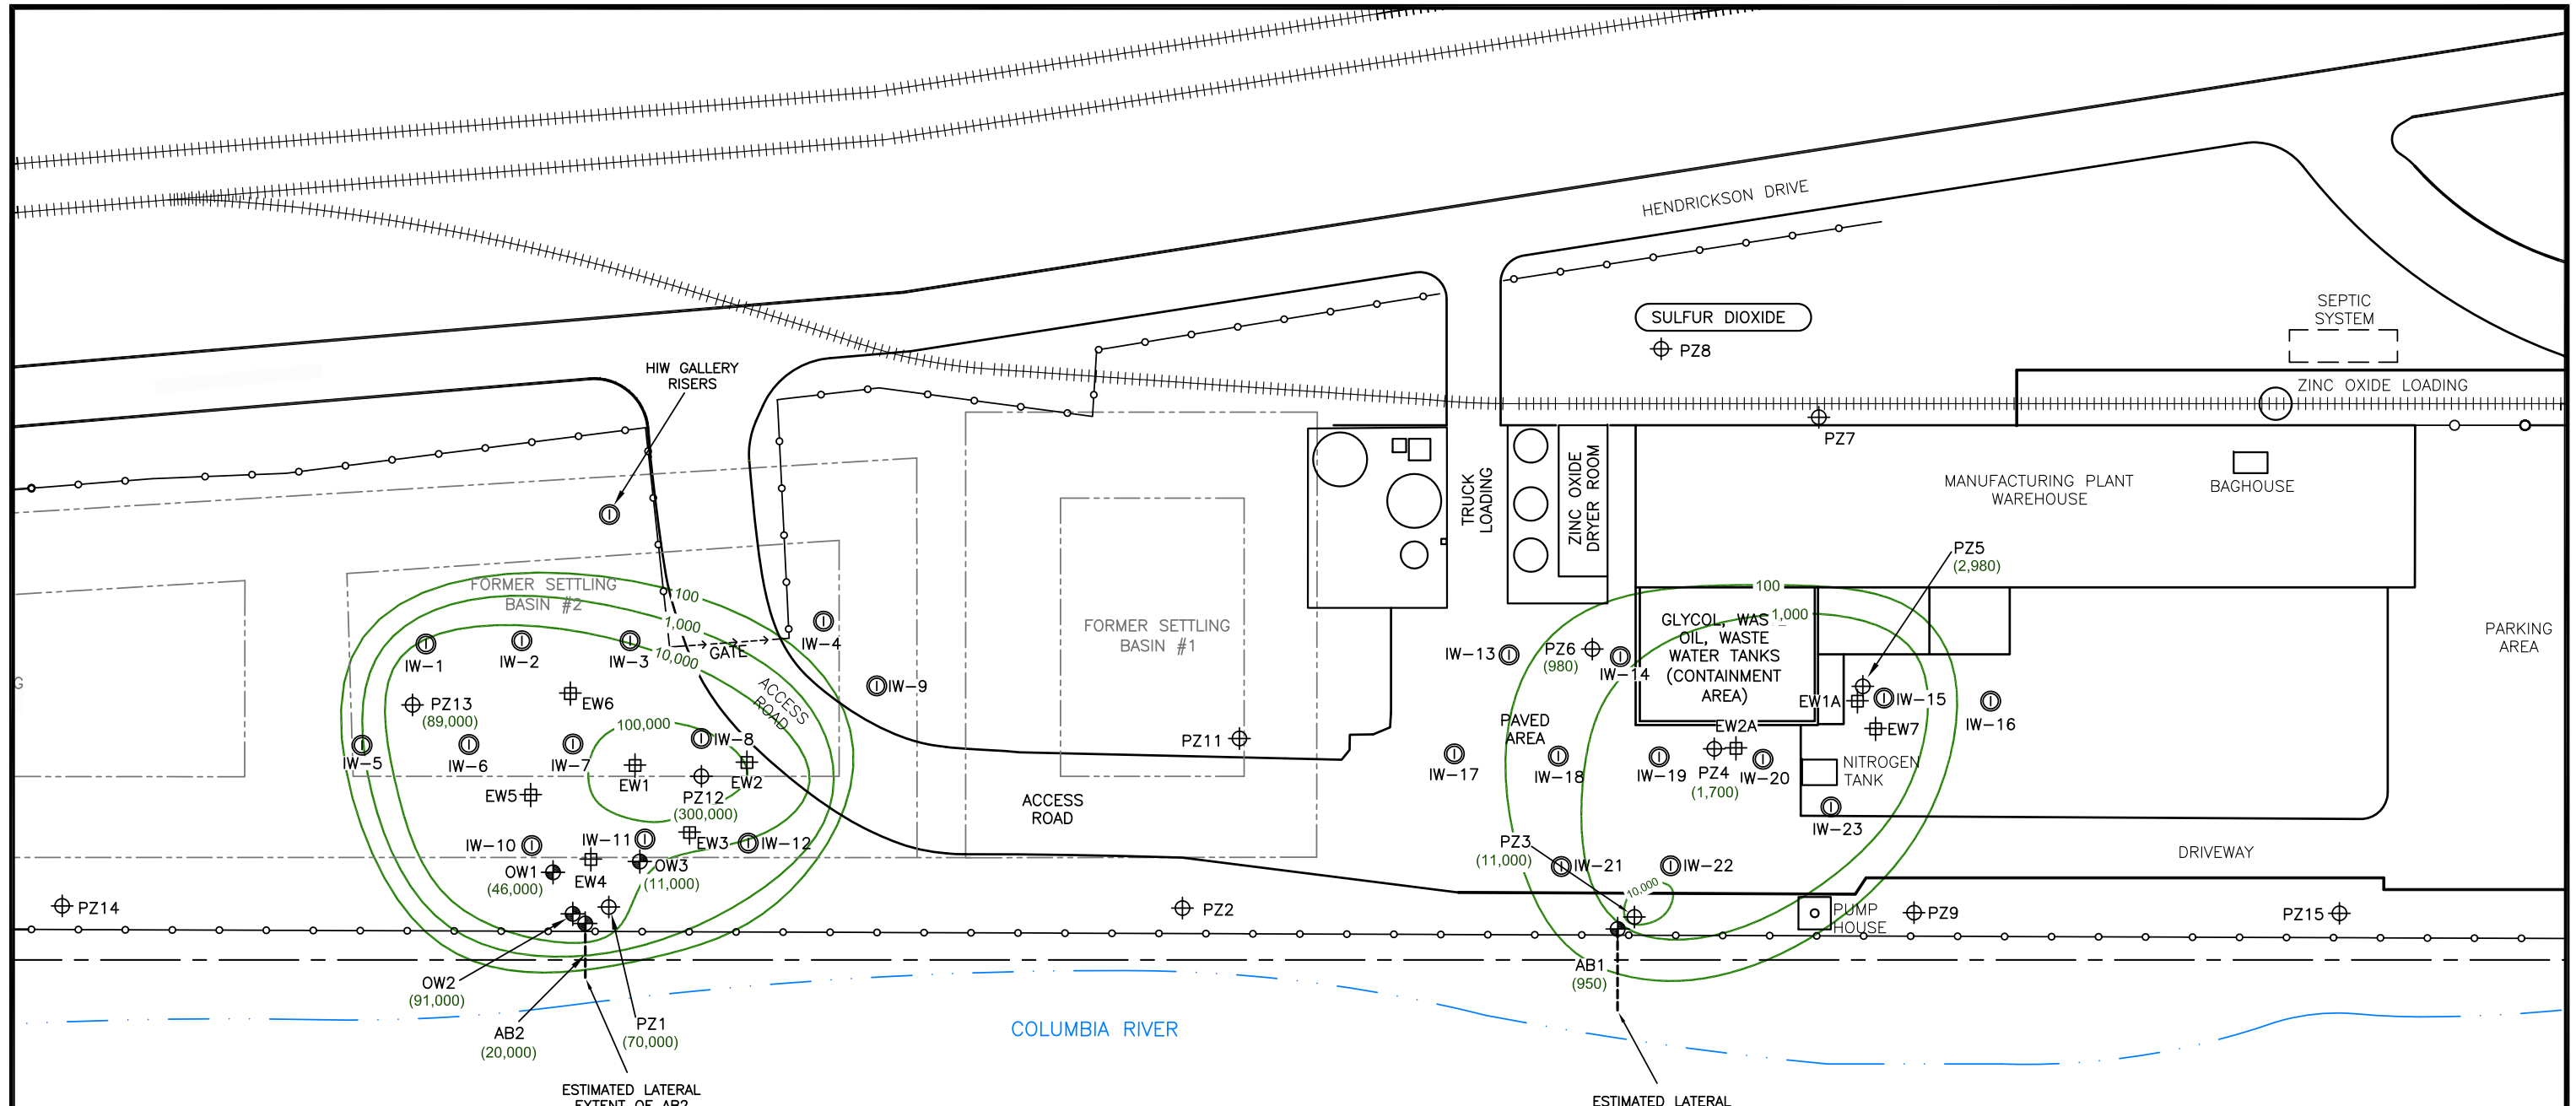 HENDRICKSON DRIVE
SEPTIC
SYSTEM
SULFUR DIOXIDE
PZ8
HIW GALLERY
RISERS
ZINC OXIDE LOADING
PZ7
TRUCK
LOADING
ZINC OXIDE
DRYER ROOM
MANUFACTURING PLANT
WAREHOUSE
BAGHOUSE
PZ5
(2,980)
FORMER SETTLING
BASIN #2
100
1,000
10,000
GATE
ACCESS
ROAD
IW-1
IW-2
IW-3
IW-4
FORMER SETTLING
BASIN #1
100
1,000
GLYCOL, WAS
OIL, WASTE
WATER TANKS
(CONTAINMENT
AREA)
IW-13
PZ6
(980)
IW-14
PARKING
AREA
G
PZ13
(89,000)
EW6
IW-9
EW1A
IW-15
IW-16
EW7
EW2A
PAVED
AREA
100,000
IW-8
PZ11
IW-5
IW-6
IW-7
EW1
EW2
IW-17
IW-18
IW-19
PZ4
(1,700)
IW-20
NITROGEN
TANK
EW5
PZ12
(300,000)
ACCESS
ROAD
IW-23
IW-10
IW-11
EW3
IW-12
PZ3
(11,000)
DRIVEWAY
OW1
(46,000)
EW4
OW3
(11,000)
IW-21
IW-22
10,000
PZ14
PZ2
PUMP
HOUSE
PZ9
PZ15
OW2
(91,000)
AB1
(950)
AB2
(20,000)
PZ1
(70,000)
COLUMBIA RIVER
ESTIMATED LATERAL
EXTENT OF AB2
ESTIMATED LATERAL